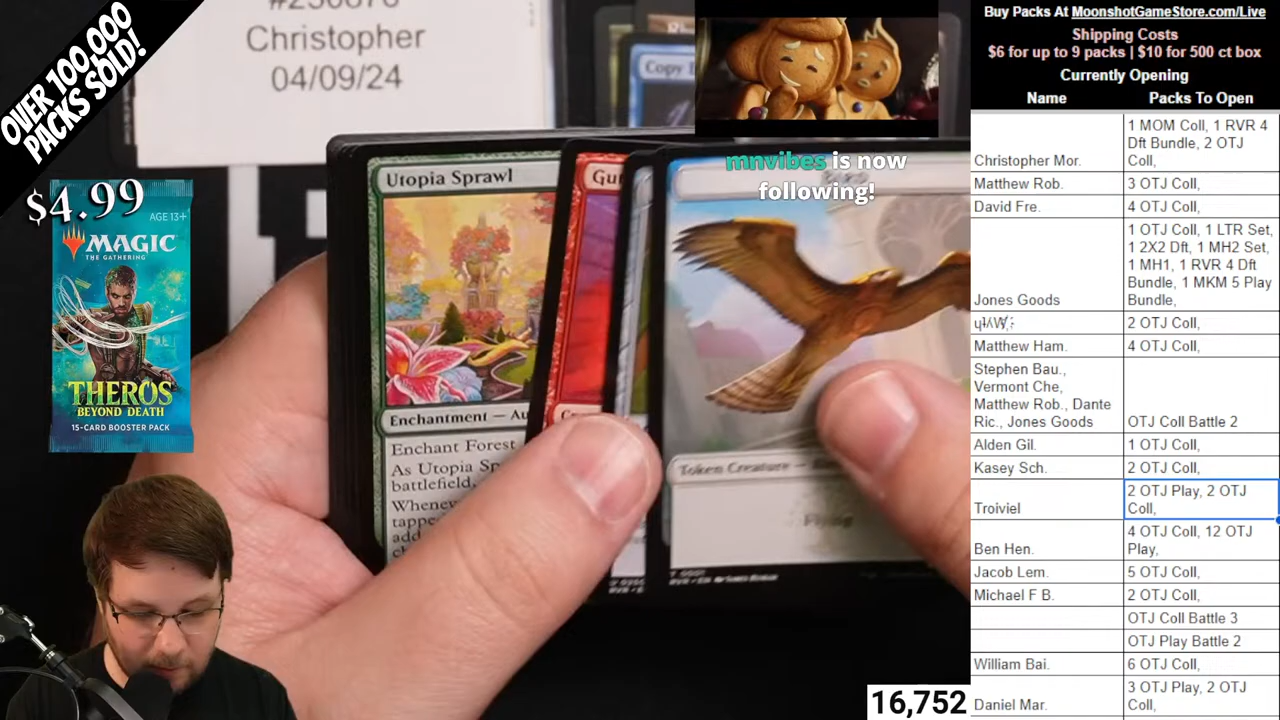 OVER 100,000
PACKS SOLD!
Christopher
04/09/24
Copy
$4.99
AGE 13+
MAGIC
THE GATHERING
THEROS
BEYOND DEATH
15-CARD BOOSTER PACK
Utopia Sprawl
Enchantment — Au
Enchant Forest
As Utopia Sp
battlefield,
Whenev
tappe
add
Gu
mnvibes is now
following!
Token Creature —
Flying
16,752
Buy Packs At MoonshotGameStore.com/Live
Shipping Costs
$6 for up to 9 packs | $10 for 500 ct box
Currently Opening
Name Packs To Open
Christopher Mor. 1 MOM Coll, 1 RVR 4
Dft Bundle, 2 OTJ
Coll,
Matthew Rob. 3 OTJ Coll,
David Fre. 4 OTJ Coll,
Jones Goods 1 OTJ Coll, 1 LTR Set,
1 2X2 Dft, 1 MH2 Set,
1 MH1, 1 RVR 4 Dft
Bundle, 1 MKM 5 Play
Bundle,
2 OTJ Coll,
Matthew Ham. 4 OTJ Coll,
Stephen Bau.,
Vermont Che,
Matthew Rob., Dante
Ric., Jones Goods OTJ Coll Battle 2
Alden Gil. 1 OTJ Coll,
Kasey Sch. 2 OTJ Coll,
Troiviel 2 OTJ Play, 2 OTJ
Coll,
Ben Hen. 4 OTJ Coll, 12 OTJ
Play,
Jacob Lem. 5 OTJ Coll,
Michael F B. 2 OTJ Coll,
OTJ Coll Battle 3
OTJ Play Battle 2
William Bai. 6 OTJ Coll,
Daniel Mar. 3 OTJ Play, 2 OTJ
Coll,